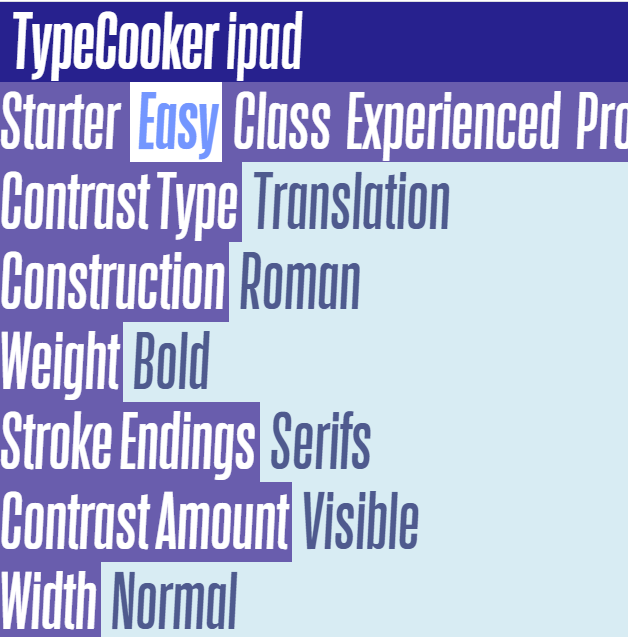 TypeCooker ipad
Starter Easy Class Experienced Pro
Contrast Type Translation
Construction Roman
Weight Bold
Stroke Endings Serifs
Contrast Amount Visible
Width Normal